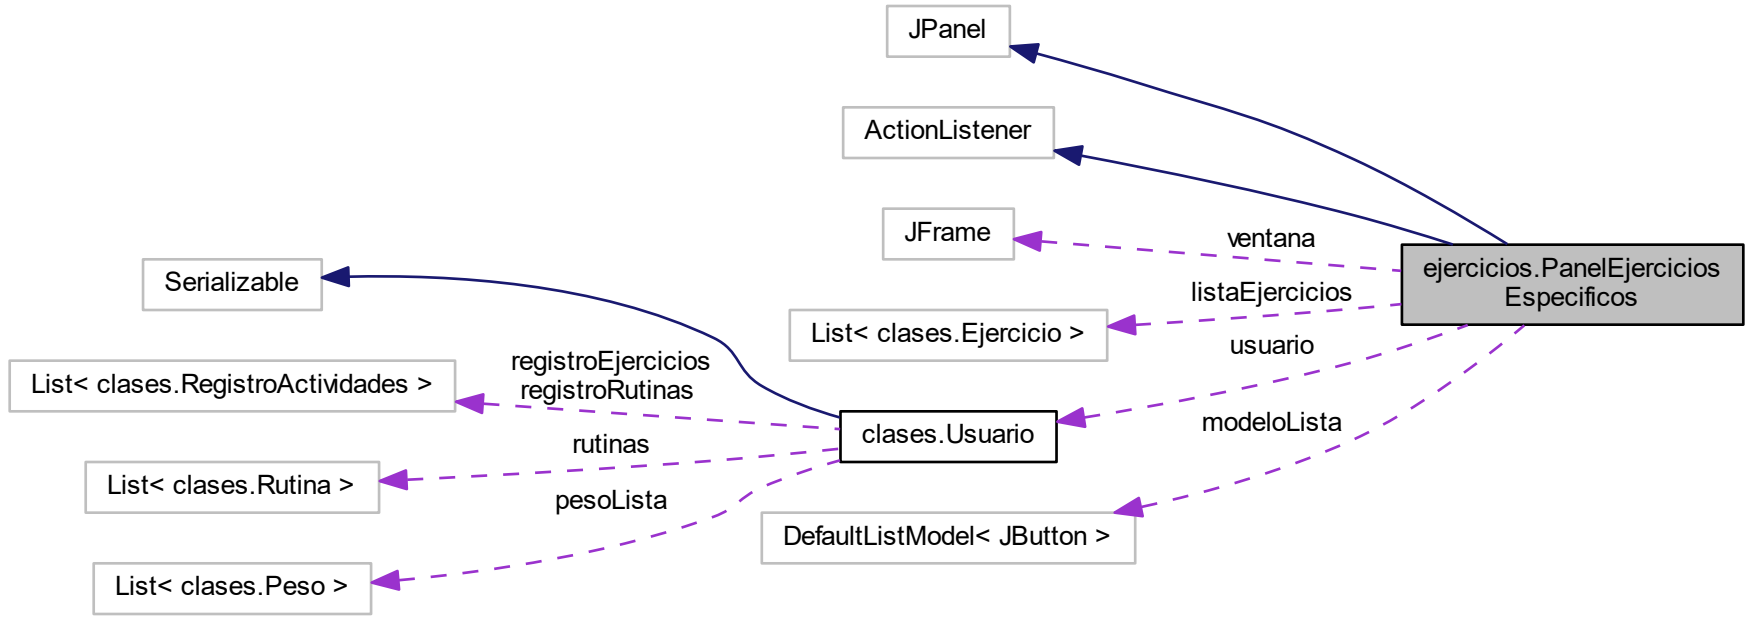 JPanel
ActionListener
JFrame
ventana
ejercicios.PanelEjercicios
Especificos
Serializable
listaEjercicios
List< clases.Ejercicio >
usuario
registroEjercicios
registroRutinas
List< clases.RegistroActividades >
modeloLista
clases.Usuario
rutinas
List< clases.Rutina >
pesoLista
DefaultListModel< JButton >
List< clases.Peso >